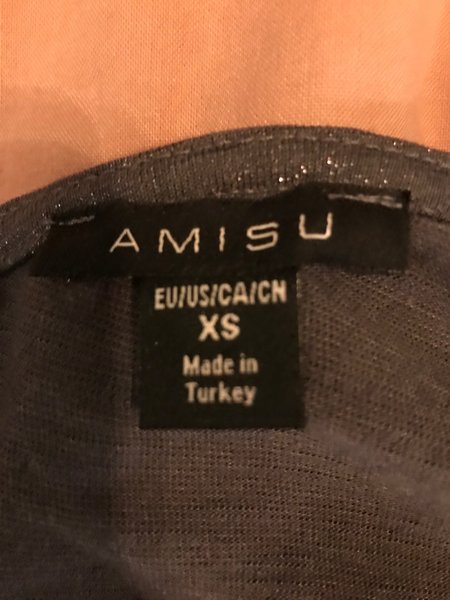 AMISU
EU/US/CA/CN
XS
Made in
Turkey